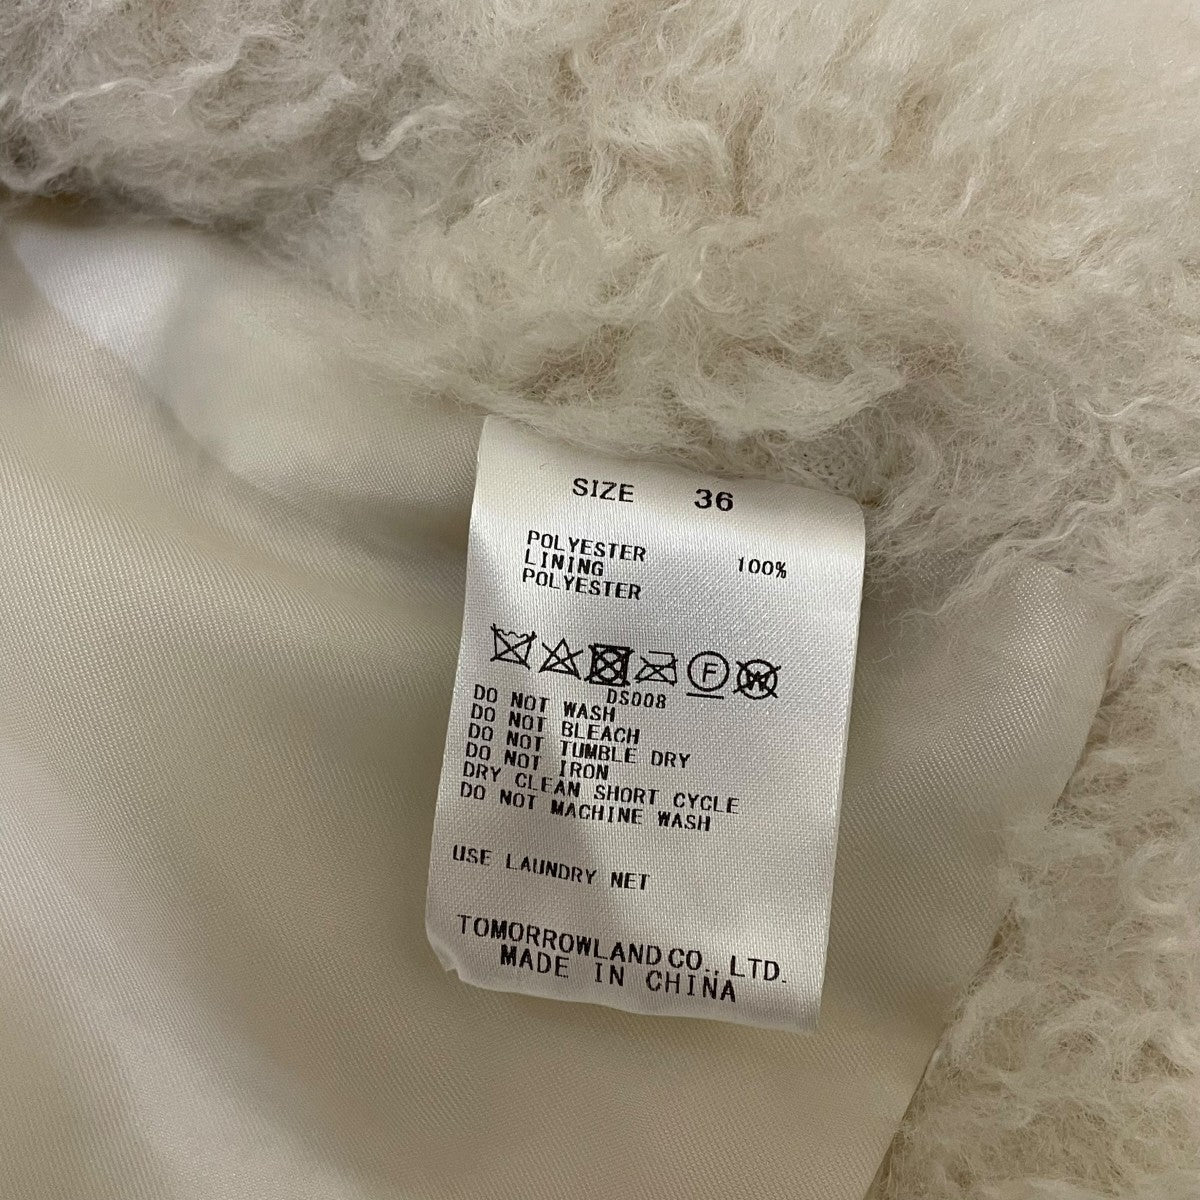 SIZE 36
POLYESTER 100%
LINING
POLYESTER
F W
DS008
DO NOT WASH
DO NOT BLEACH
DO NOT TUMBLE DRY
DO NOT IRON
DRY CLEAN SHORT CYCLE
DO NOT MACHINE WASH
USE LAUNDRY NET
TOMORROWLAND CO., LTD.
MADE IN CHINA